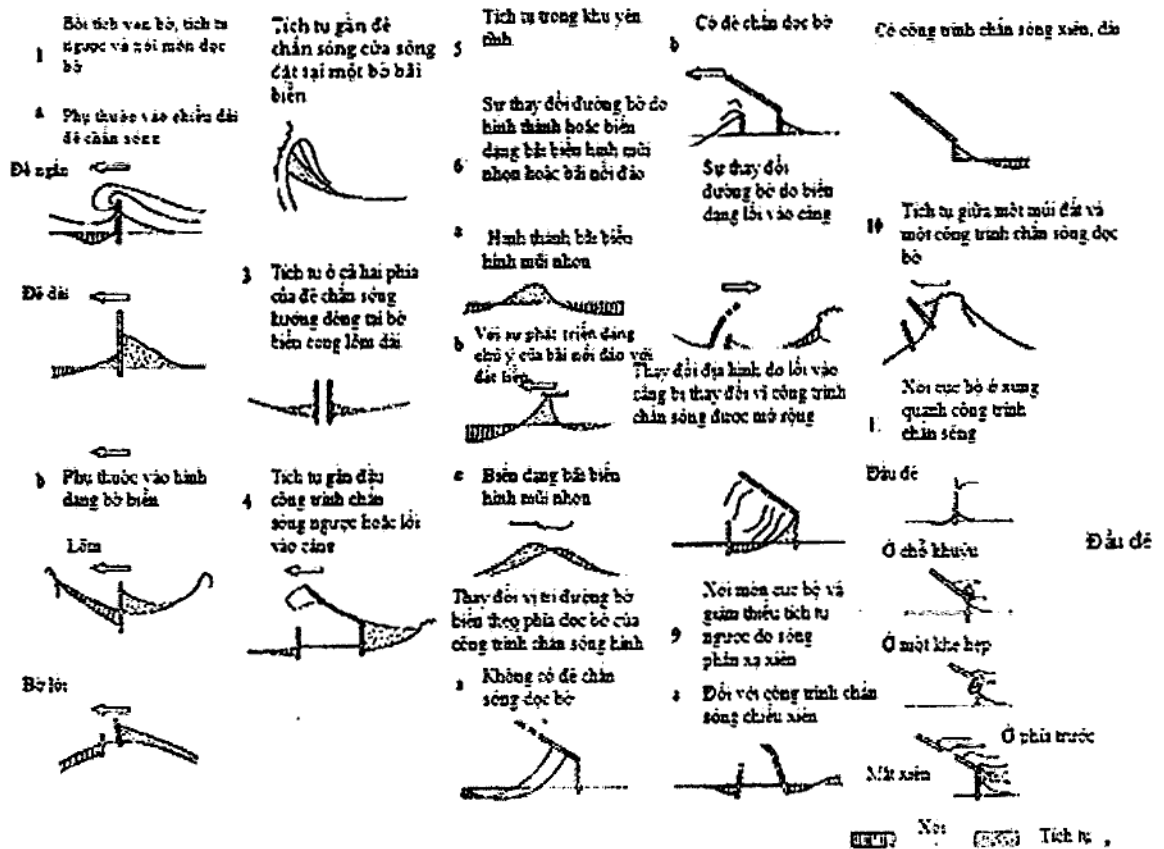 1
Bồi tích ven bờ, tích tụ
ngược và xói mòn dọc
bờ
a
Phụ thuộc vào chiều dài
đê chắn sóng
Đê ngắn
Đê dài
b
Phụ thuộc vào hình
dạng bờ biển
Lõm
Bờ lồi
Tích tụ gần đê
chắn sóng cửa sông
đặt tại một bờ bãi
biển
3
Tích tụ ở cả hai phía
của đê chắn sóng
hướng dòng tại bờ
biển cong lõm dài
4
Tích tụ gần đầu
công trình chắn
sóng ngược hoặc lối
vào cảng
5
Tích tụ trong khu yên
tĩnh
6
Sự thay đổi đường bờ do
hình thành hoặc biến
dạng bãi biển hình mũi
nhọn hoặc bãi nối đảo
a
Hình thành bãi biển
hình mũi nhọn
b
Với sự phát triển đáng
chú ý của bãi nối đảo với
đất liền
c
Biến dạng bãi biển
hình mũi nhọn
Thay đổi vị trí đường bờ
biển theo phía dọc bờ của
công trình chắn sóng hình
a
Không có đê chắn
sóng dọc bờ
b
Có đê chắn dọc bờ
Sự thay đổi
đường bờ do biến
dạng lối vào cảng
Thay đổi địa hình do lối vào
cảng bị thay đổi vì công trình
chắn sóng được mở rộng
9
Xói mòn cục bộ và
giảm thiểu tích tụ
ngược do sóng
phản xạ xiên
a
Đối với công trình chắn
sóng chiếu xiên
Có công trình chắn sóng xiên, dài
10
Tích tụ giữa một mũi đất và
một công trình chắn sóng dọc
bờ
Xói cục bộ ở xung
quanh công trình
chắn sóng
Đầu đê
Ở chỗ khuỷu
Đầu đê
Ở một khe hẹp
Ở phía trước
Mặt xiên
Xói
Tích tụ